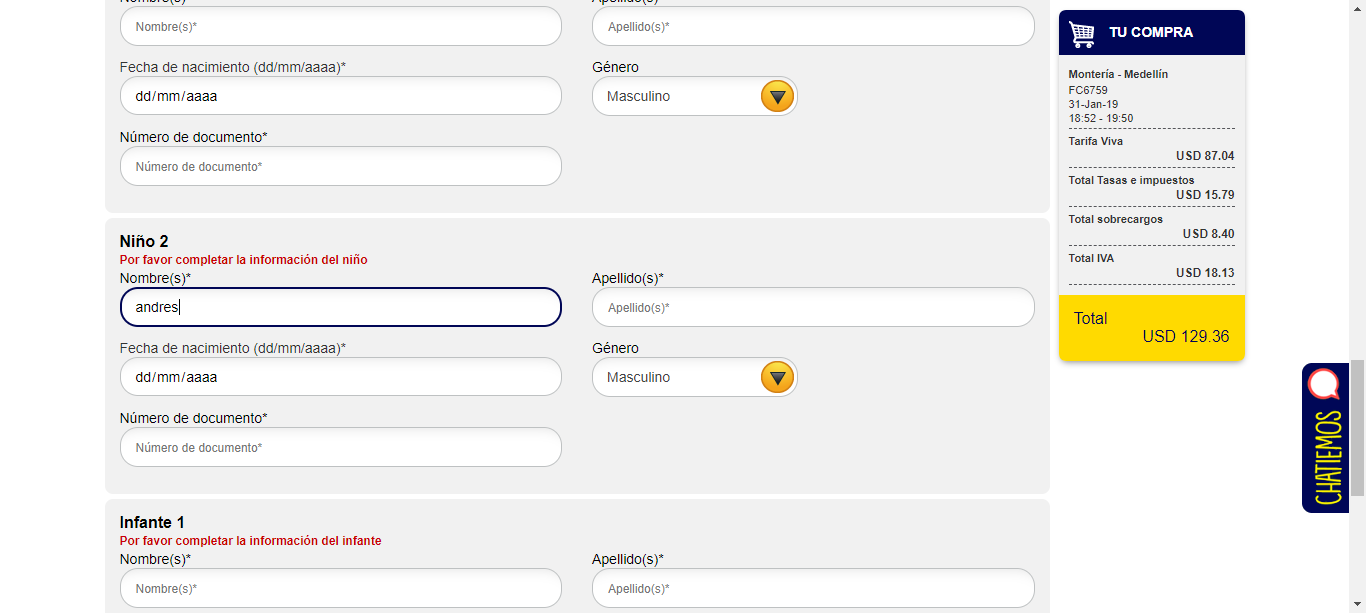 Nombre(s)*
Apellido(s)*
Nombre(s)*
Apellido(s)*
Fecha de nacimiento (dd/mm/aaaa)*
Género
dd/mm/aaaa
Masculino
Número de documento*
Número de documento*
Niño 2
Por favor completar la información del niño
Nombre(s)*
Apellido(s)*
andres
Apellido(s)*
Fecha de nacimiento (dd/mm/aaaa)*
Género
dd/mm/aaaa
Masculino
Número de documento*
Número de documento*
Infante 1
Por favor completar la información del infante
Nombre(s)*
Apellido(s)*
Nombre(s)*
Apellido(s)*
TU COMPRA
Montería - Medellín
FC6759
31-Jan-19
18:52 - 19:50
Tarifa Viva
USD 87.04
Total Tasas e impuestos
USD 15.79
Total sobrecargos
USD 8.40
Total IVA
USD 18.13
Total
USD 129.36
CHATIEMOS